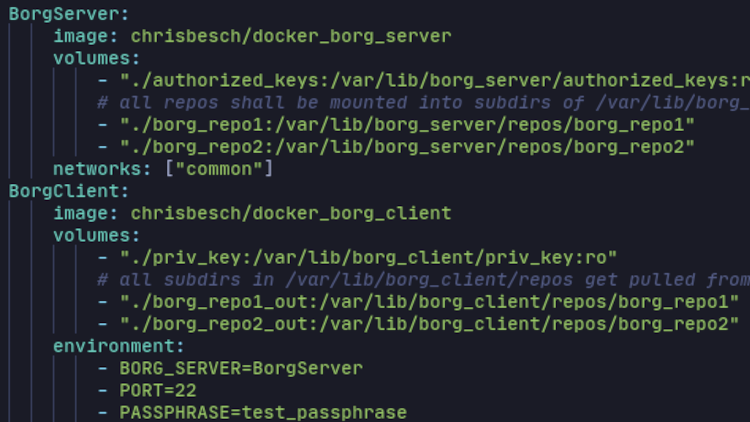 BorgServer:
image: chrisbesch/docker_borg_server
volumes:
- "./authorized_keys:/var/lib/borg_server/authorized_keys:r
# all repos shall be mounted into subdirs of /var/lib/borg_
- "./borg_repo1:/var/lib/borg_server/repos/borg_repo1"
- "./borg_repo2:/var/lib/borg_server/repos/borg_repo2"
networks: ["common"]
BorgClient:
image: chrisbesch/docker_borg_client
volumes:
- "./priv_key:/var/lib/borg_client/priv_key:ro"
# all subdirs in /var/lib/borg_client/repos get pulled from
- "./borg_repo1_out:/var/lib/borg_client/repos/borg_repo1"
- "./borg_repo2_out:/var/lib/borg_client/repos/borg_repo2"
environment:
- BORG_SERVER=BorgServer
- PORT=22
- PASSPHRASE=test_passphrase